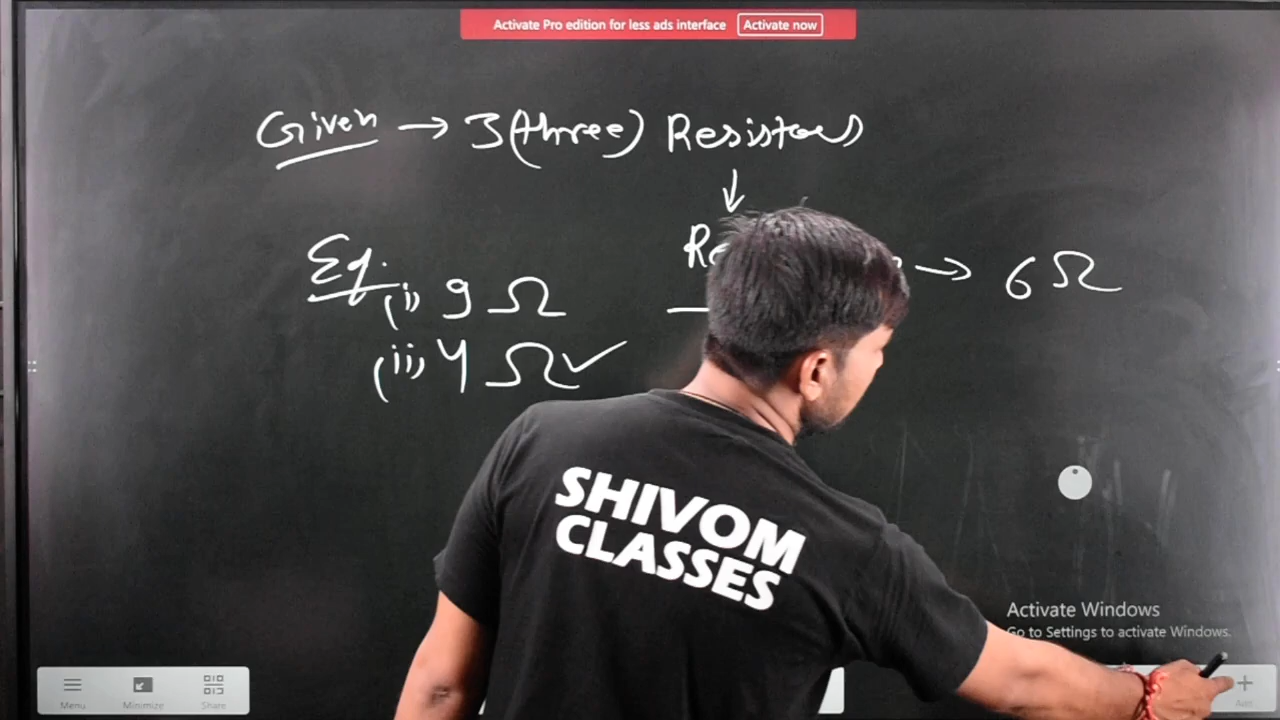 Activate Pro edition for less ads interface Activate now
Given → 3(three) Resistors
↓
Eq. → 6 Ω
(i) 9 Ω
(ii) 4 Ω ✓
SHIVOM
CLASSES
Activate Windows
Go to Settings to activate Windows.
Menu Minimize Share